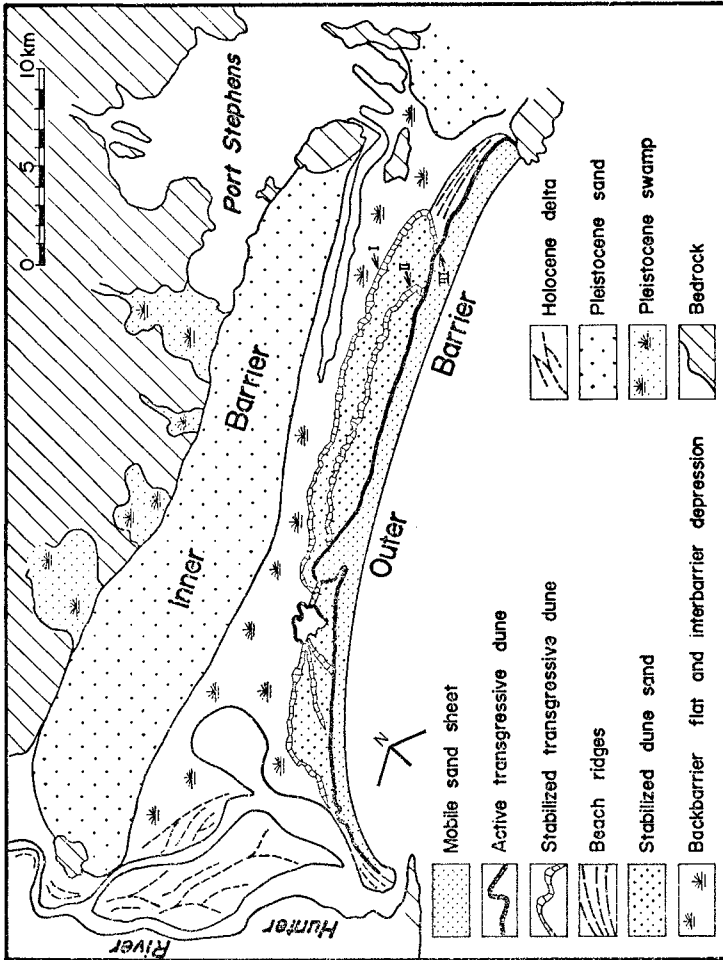 0 5 10km
Port Stephens
Inner Barrier
Outer Barrier
I
II
III
N
Hunter River
Mobile sand sheet
Active transgressive dune
Stabilized transgressive dune
Beach ridges
Stabilized dune sand
Backbarrier flat and interbarrier depression
Holocene delta
Pleistocene sand
Pleistocene swamp
Bedrock